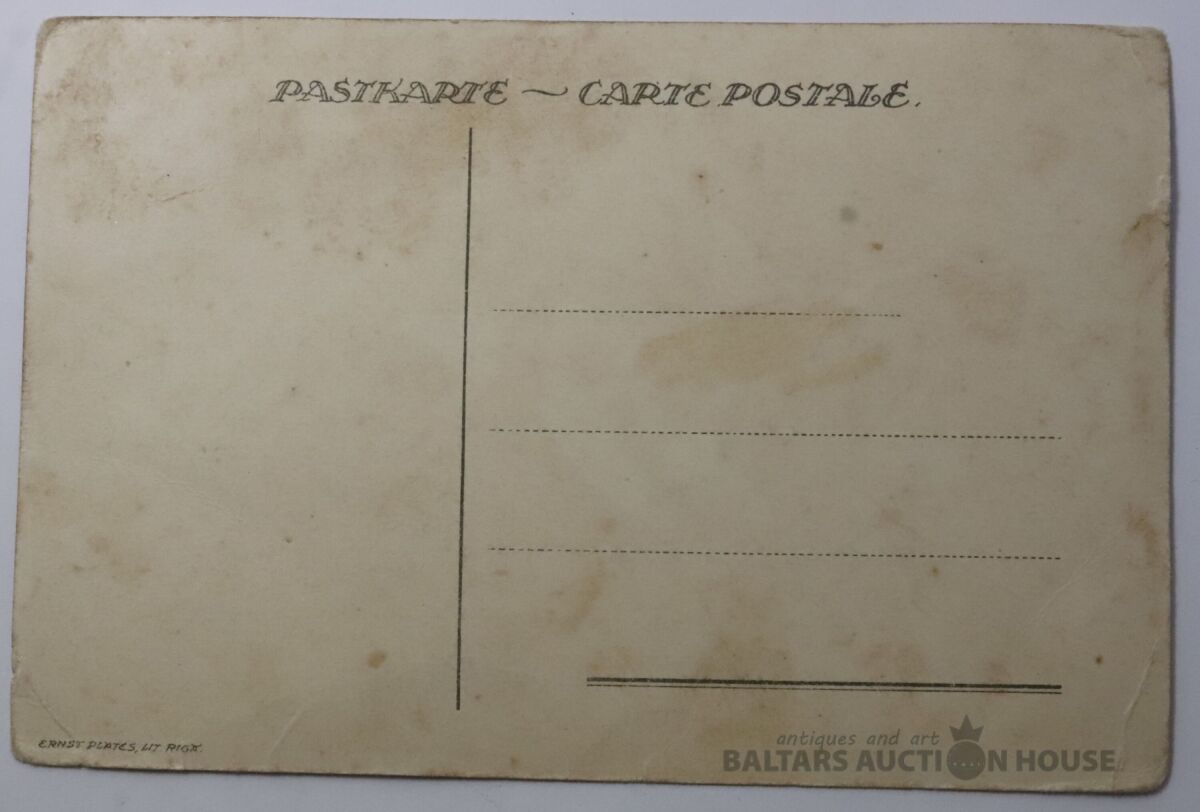 PASTKARTE ~ CARTE POSTALE.
ERNST PLATES, LIT RIGA.
antiques and art
BALTARS AUCTION HOUSE